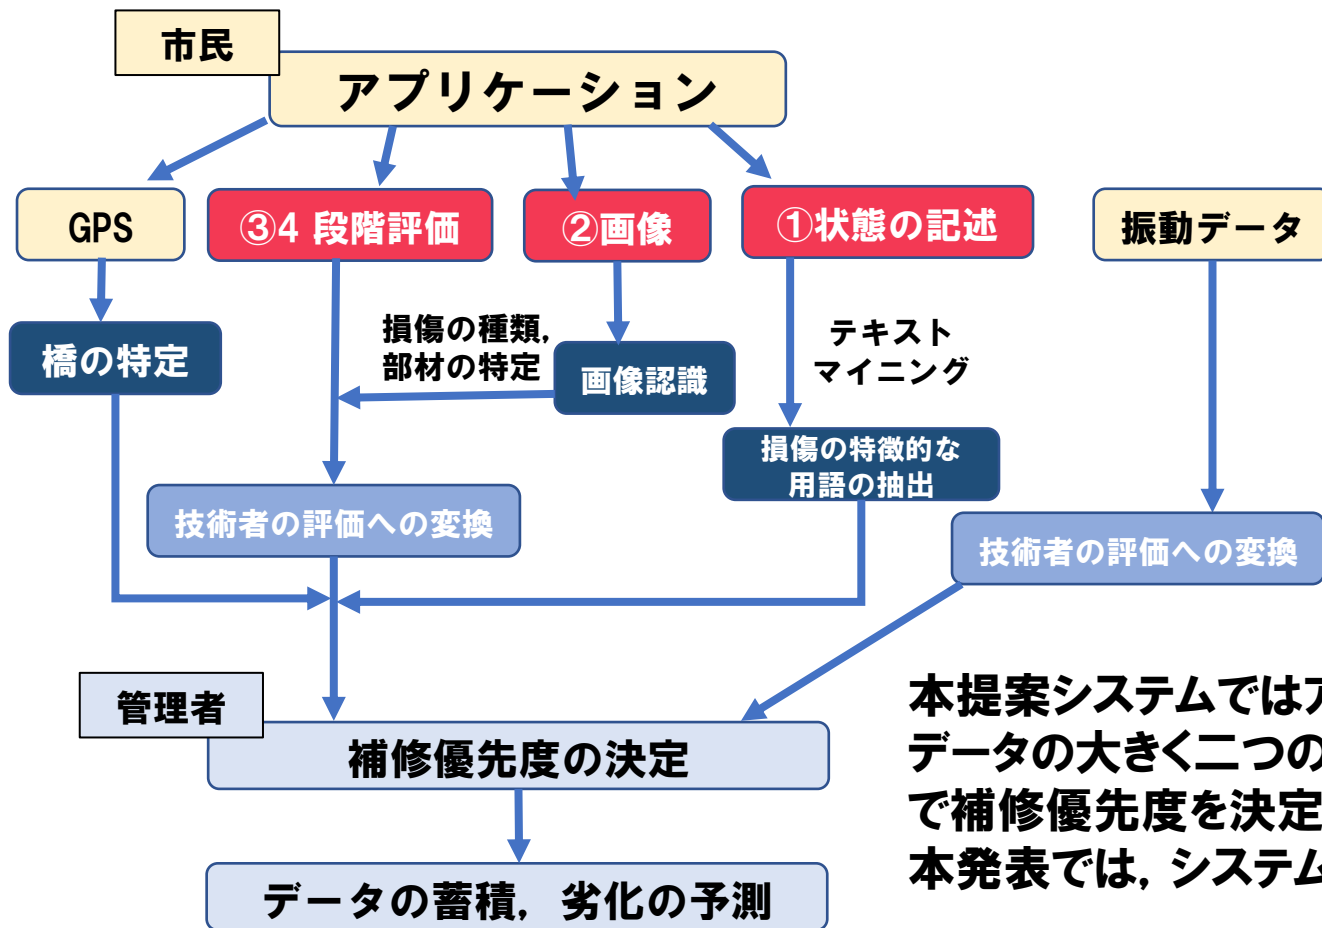 市民
アプリケーション
GPS
③4 段階評価
②画像
①状態の記述
振動データ
損傷の種類,
部材の特定
テキスト
マイニング
橋の特定
画像認識
損傷の特徴的な
用語の抽出
技術者の評価への変換
技術者の評価への変換
管理者
補修優先度の決定
データの蓄積, 劣化の予測
本提案システムではア
データの大きく二つの
で補修優先度を決定
本発表では, システム